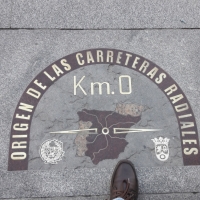 ORIGEN DE LAS CARRETERAS RADIALES
Km.0